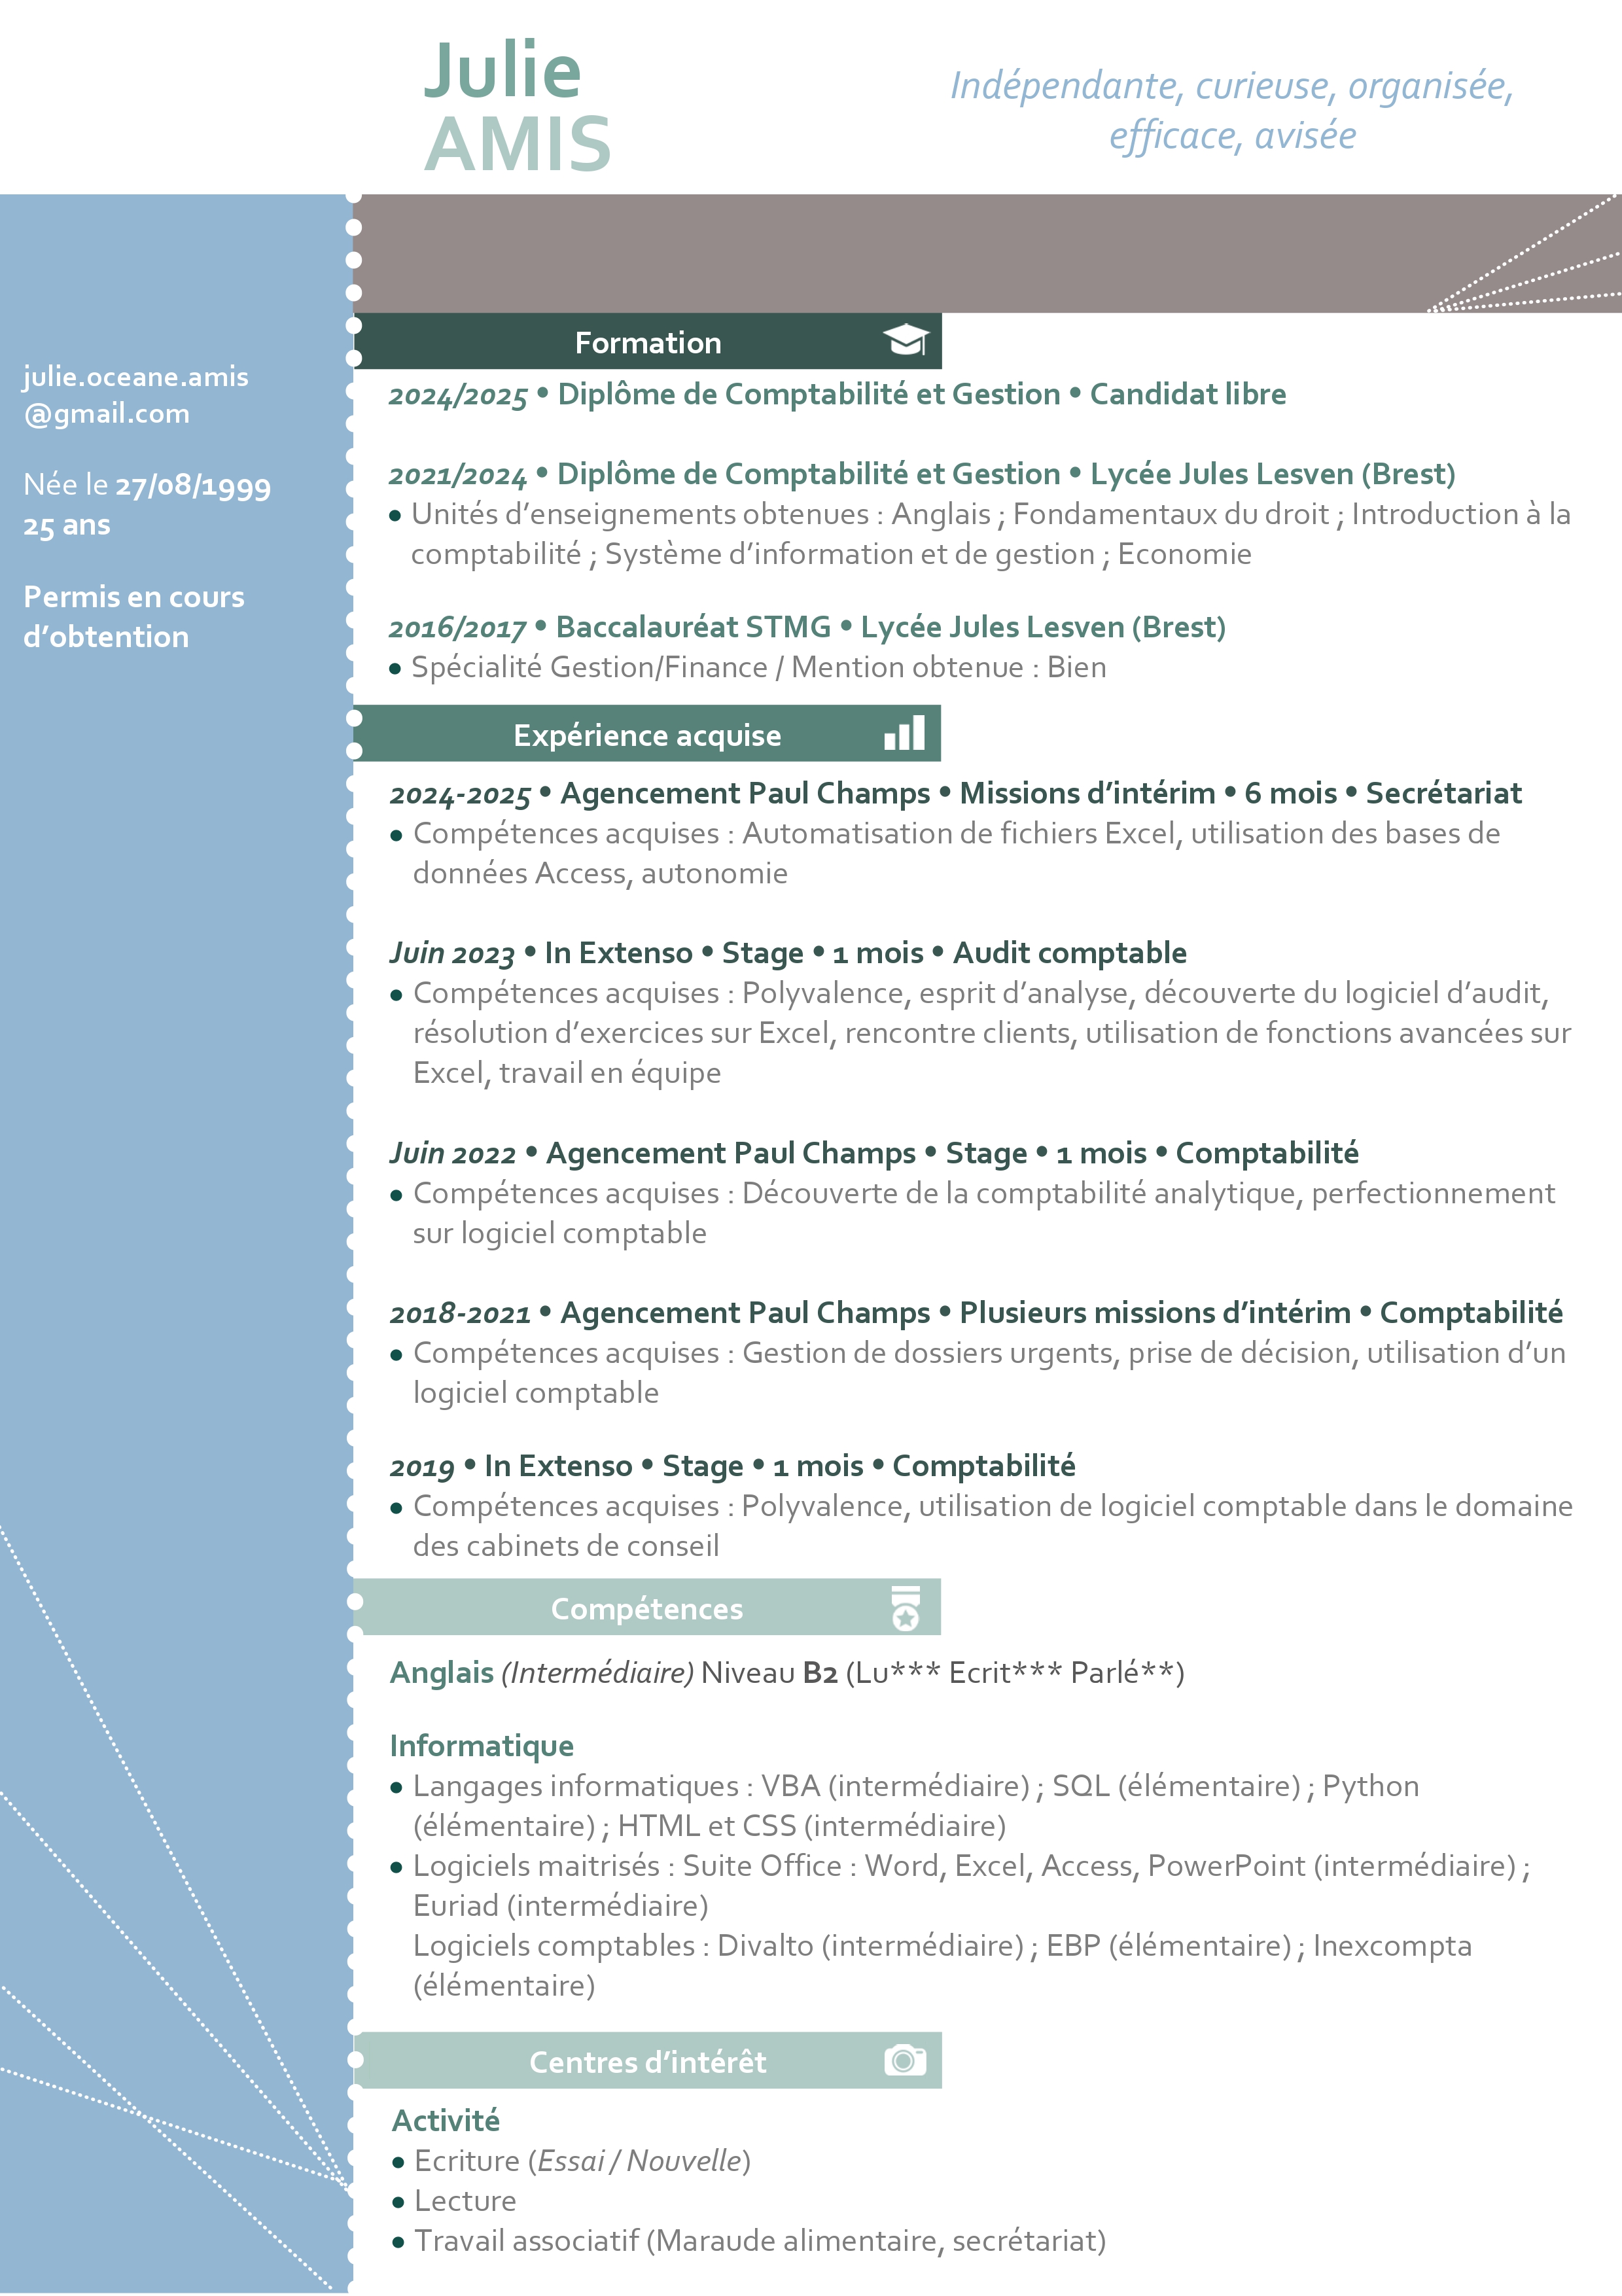 Julie
AMIS
Indépendante, curieuse, organisée,
efficace, avisée
julie.oceane.amis
@gmail.com
Née le 27/08/1999
25 ans
Permis en cours
d’obtention
Formation
2024/2025 • Diplôme de Comptabilité et Gestion • Candidat libre
2021/2024 • Diplôme de Comptabilité et Gestion • Lycée Jules Lesven (Brest)
• Unités d’enseignements obtenues : Anglais ; Fondamentaux du droit ; Introduction à la
comptabilité ; Système d’information et de gestion ; Economie
2016/2017 • Baccalauréat STMG • Lycée Jules Lesven (Brest)
• Spécialité Gestion/Finance / Mention obtenue : Bien
Expérience acquise
2024-2025 • Agencement Paul Champs • Missions d’intérim • 6 mois • Secrétariat
• Compétences acquises : Automatisation de fichiers Excel, utilisation des bases de
données Access, autonomie
Juin 2023 • In Extenso • Stage • 1 mois • Audit comptable
• Compétences acquises : Polyvalence, esprit d’analyse, découverte du logiciel d’audit,
résolution d’exercices sur Excel, rencontre clients, utilisation de fonctions avancées sur
Excel, travail en équipe
Juin 2022 • Agencement Paul Champs • Stage • 1 mois • Comptabilité
• Compétences acquises : Découverte de la comptabilité analytique, perfectionnement
sur logiciel comptable
2018-2021 • Agencement Paul Champs • Plusieurs missions d’intérim • Comptabilité
• Compétences acquises : Gestion de dossiers urgents, prise de décision, utilisation d’un
logiciel comptable
2019 • In Extenso • Stage • 1 mois • Comptabilité
• Compétences acquises : Polyvalence, utilisation de logiciel comptable dans le domaine
des cabinets de conseil
Compétences
Anglais (Intermédiaire) Niveau B2 (Lu*** Ecrit*** Parlé**)
Informatique
• Langages informatiques : VBA (intermédiaire) ; SQL (élémentaire) ; Python
(élémentaire) ; HTML et CSS (intermédiaire)
• Logiciels maitrisés : Suite Office : Word, Excel, Access, PowerPoint (intermédiaire) ;
Euriad (intermédiaire)
Logiciels comptables : Divalto (intermédiaire) ; EBP (élémentaire) ; Inexcompta
(élémentaire)
Centres d’intérêt
Activité
• Ecriture (Essai / Nouvelle)
• Lecture
• Travail associatif (Maraude alimentaire, secrétariat)